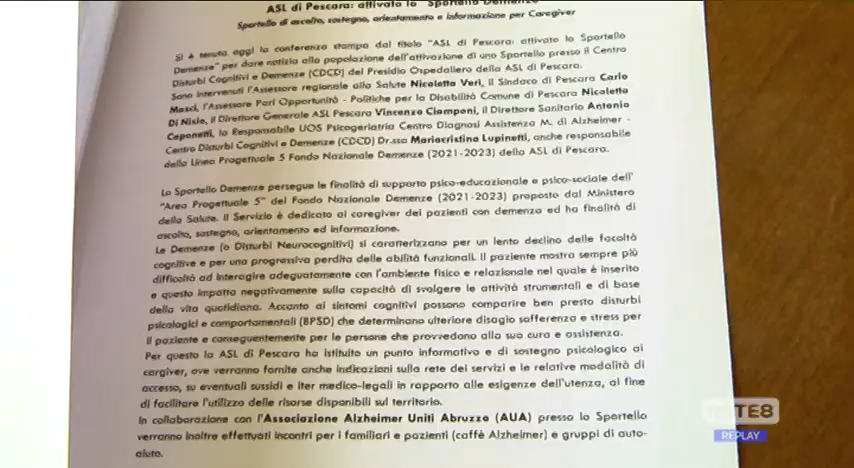 ASL di Pescara: attivato lo "Sportello Demenze"
Sportello di ascolto, sostegno, orientamento e informazione per Caregiver
Si è tenuta oggi la conferenza stampa dal titolo "ASL di Pescara: attivato lo Sportello
Demenze" per dare notizia alla popolazione dell'attivazione di uno Sportello presso il Centro
Disturbi Cognitivi e Demenze (CDCD) del Presidio Ospedaliero della ASL di Pescara.
Sono intervenuti l'Assessore regionale alla Salute Nicoletta Verì, il Sindaco di Pescara Carlo
Masci, l'Assessore Pari Opportunità - Politiche per la Disabilità Comune di Pescara Nicoletta
Di Nisio, il Direttore Generale ASL Pescara Vincenzo Ciamponi, il Direttore Sanitario Antonio
Caponetti, la Responsabile UOS Psicogeriatria Centro Diagnosi Assistenza M. di Alzheimer -
Centro Disturbi Cognitivi e Demenze (CDCD) Dr.ssa Mariacristina Lupinetti, anche responsabile
della Linea Progettuale 5 Fondo Nazionale Demenze (2021-2023) della ASL di Pescara.
Lo Sportello Demenze persegue le finalità di supporto psico-educazionale e psico-sociale dell'
"Area Progettuale 5" del Fondo Nazionale Demenze (2021-2023) proposto dal Ministero
della Salute. Il Servizio è dedicato ai caregiver dei pazienti con demenza ed ha finalità di
ascolto, sostegno, orientamento ed informazione.
Le Demenze (o Disturbi Neurocognitivi) si caratterizzano per un lento declino delle facoltà
cognitive e per una progressiva perdita delle abilità funzionali. Il paziente mostra sempre più
difficoltà ad interagire adeguatamente con l'ambiente fisico e relazionale nel quale è inserito
e questo impatta negativamente sulla capacità di svolgere le attività strumentali e di base
della vita quotidiana. Accanto ai sintomi cognitivi possono comparire ben presto disturbi
psicologici e comportamentali (BPSD) che determinano ulteriore disagio sofferenza e stress per
il paziente e conseguentemente per le persone che provvedono alla sua cura e assistenza.
Per questo la ASL di Pescara ha istituito un punto informativo e di sostegno psicologico ai
cargiver, ove verranno fornite anche indicazioni sulla rete dei servizi e le relative modalità di
accesso, su eventuali sussidi e iter medico-legali in rapporto alle esigenze dell'utenza, al fine
di facilitare l'utilizzo delle risorse disponibili sul territorio.
In collaborazione con l'Associazione Alzheimer Uniti Abruzzo (AUA) presso lo Sportello
verranno inoltre effettuati incontri per i familiari e pazienti (caffè Alzheimer) e gruppi di auto-
aiuto.
TE8
REPLAY